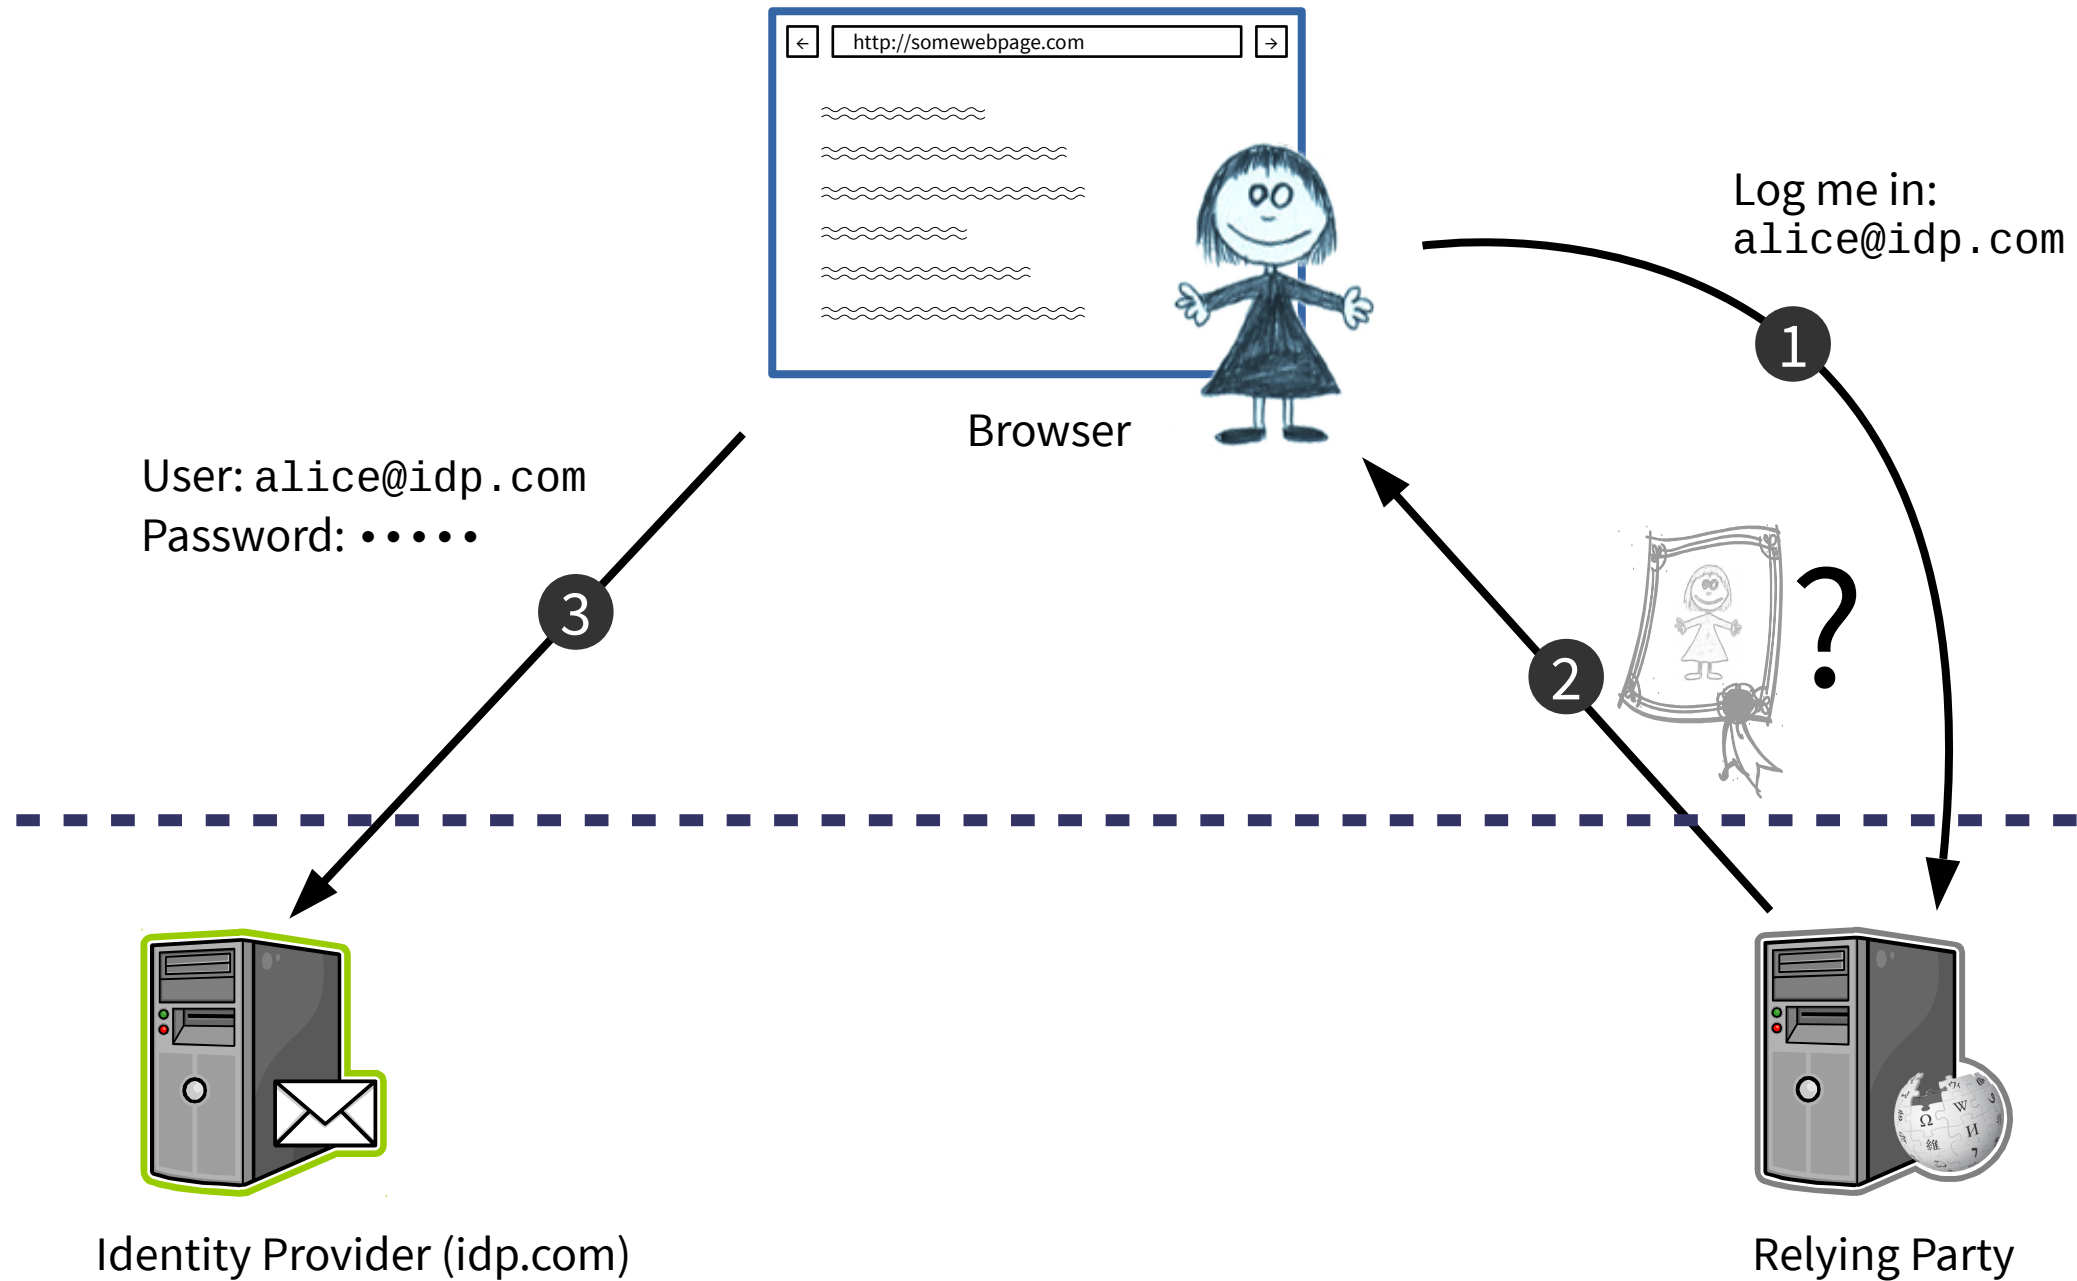 ← http://somewebpage.com →
Log me in:
alice@idp.com
1
Browser
User: alice@idp.com
Password: •••••
3
2
?
Ω W И 維
Identity Provider (idp.com)
Relying Party